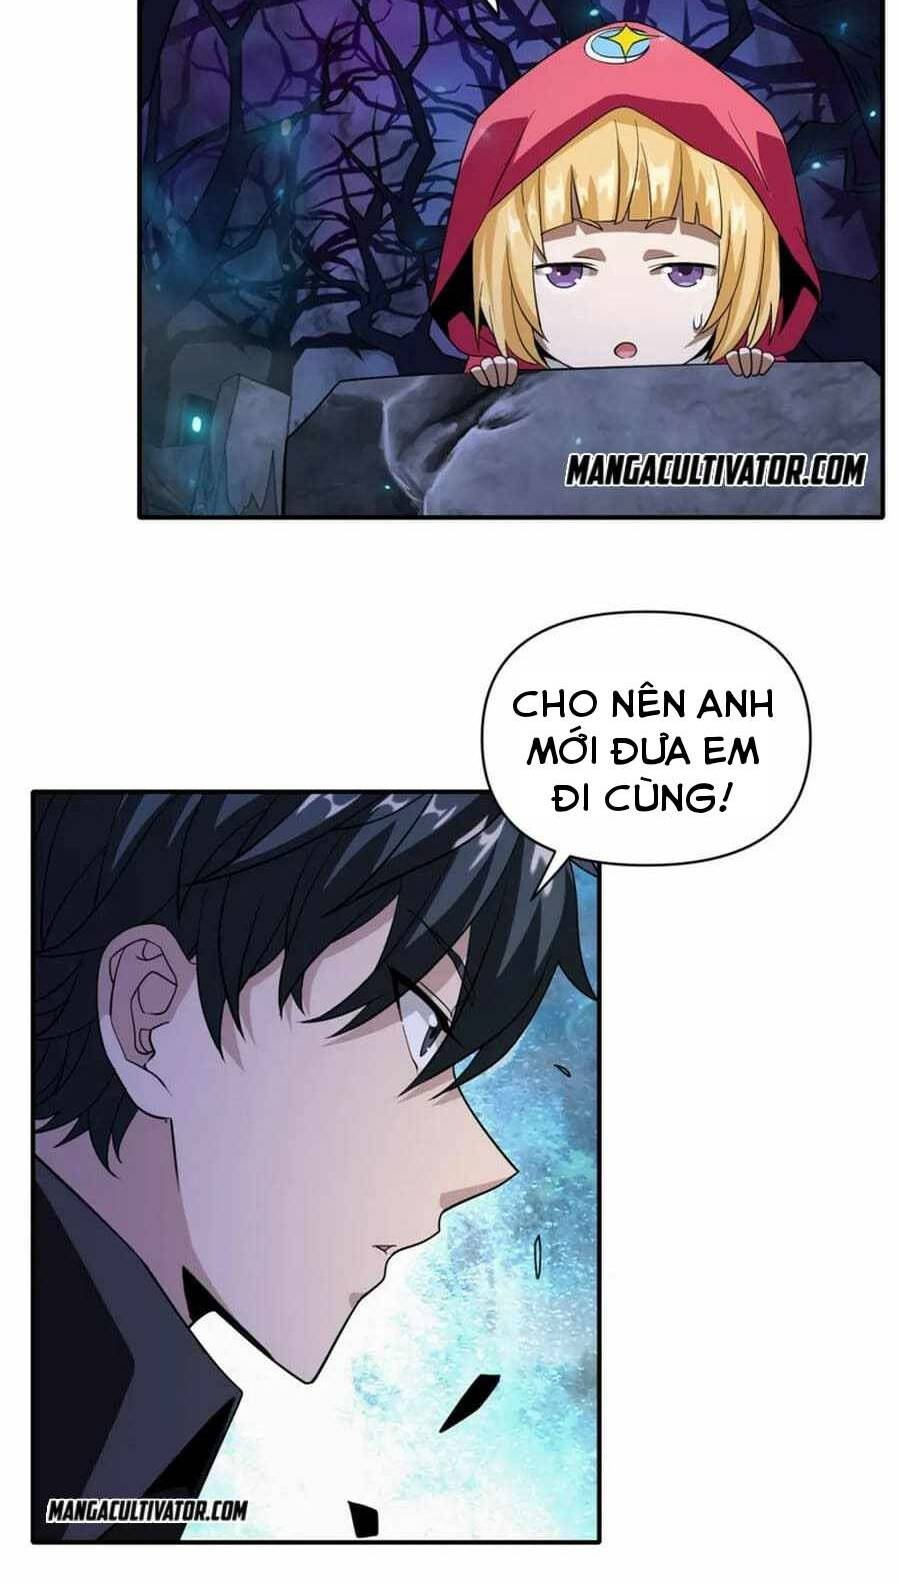 MANGACULTIVATOR.COM
CHO NÊN ANH
MỚI ĐƯA EM
ĐI CÙNG!
MANGACULTIVATOR.COM